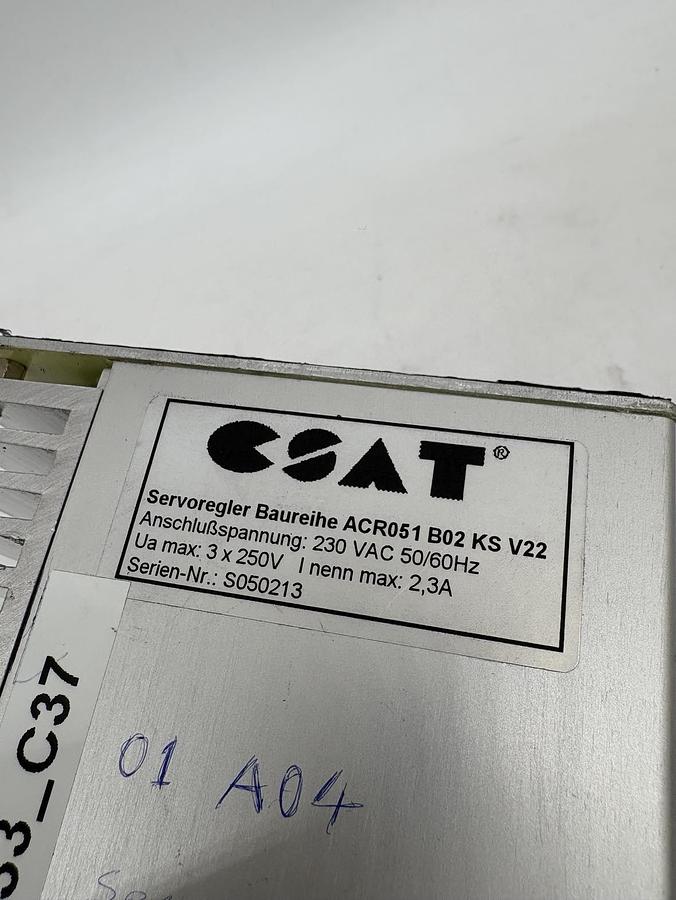 CSAT®
Servoregler Baureihe ACR051 B02 KS V22
Anschlußspannung: 230 VAC 50/60Hz
Ua max: 3 x 250V I nenn max: 2,3A
Serien-Nr.: S050213
3_C37
01 A04